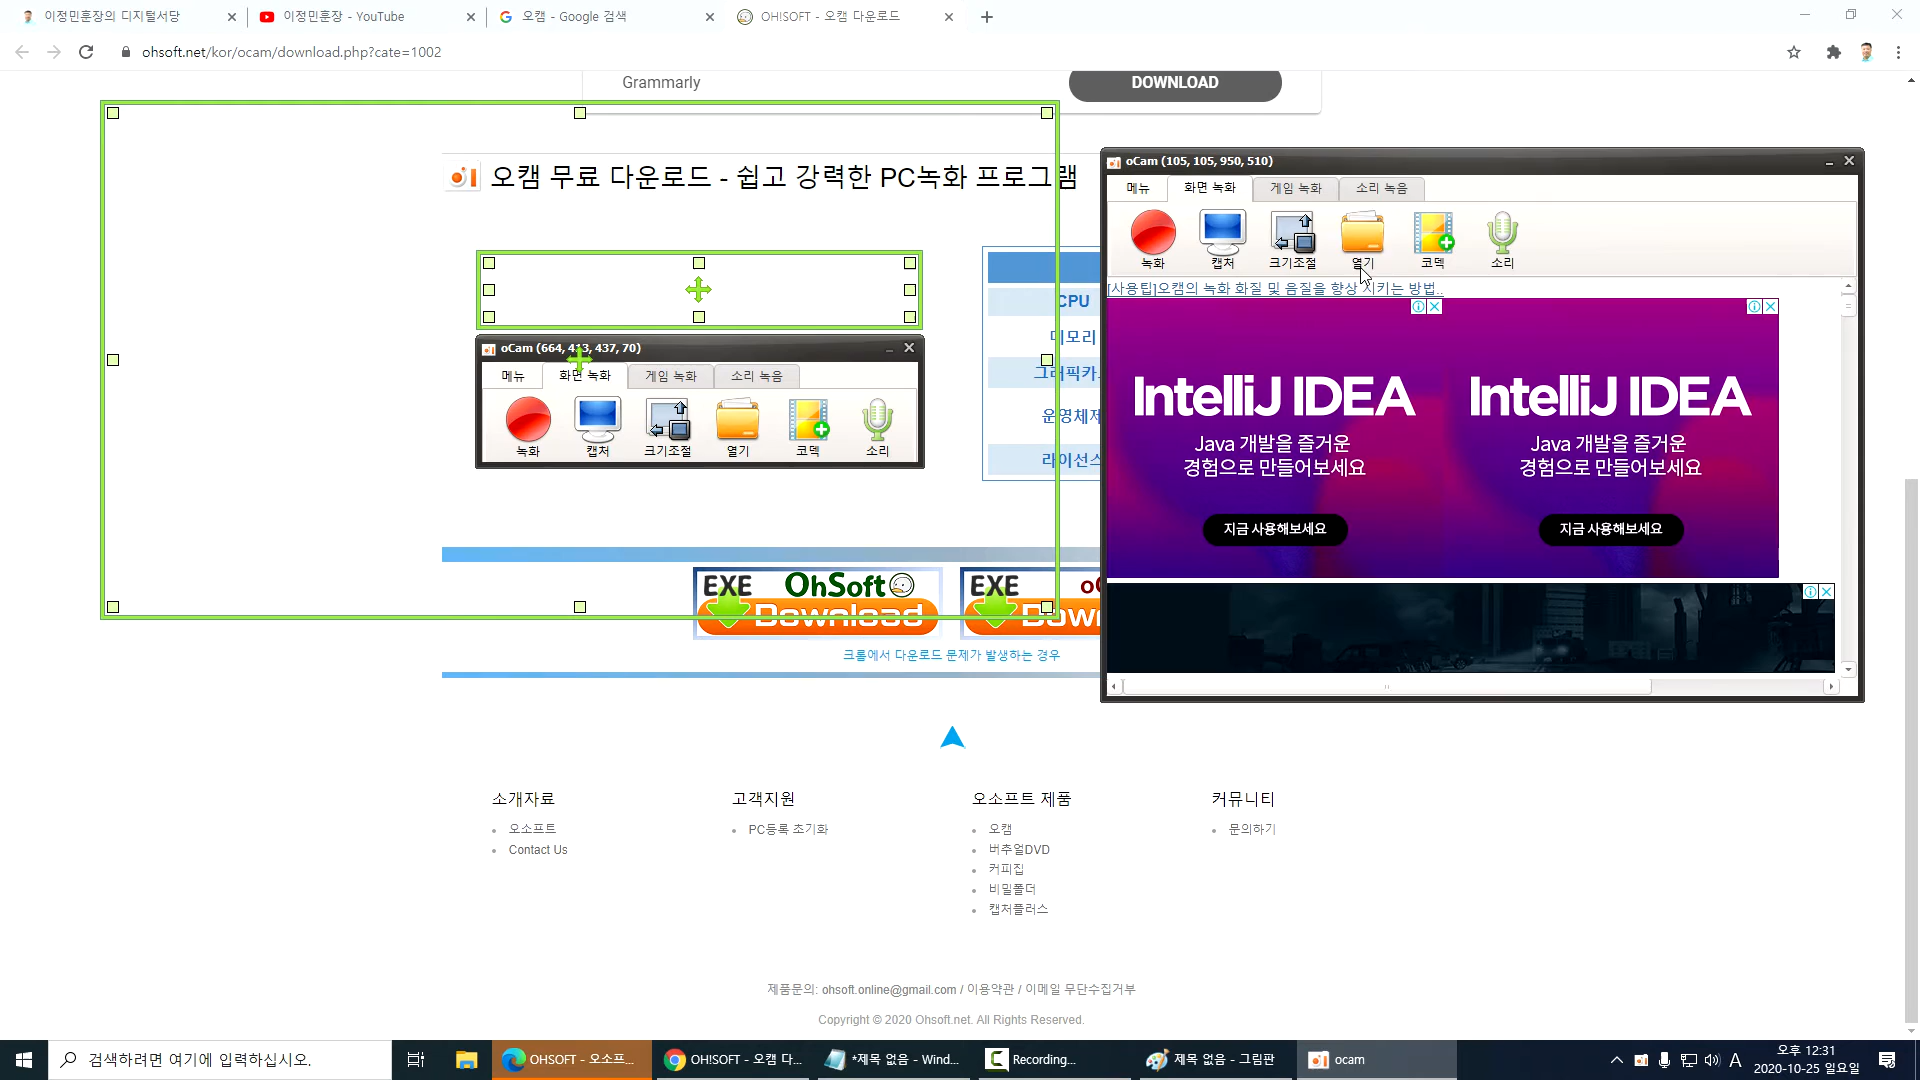 이정민훈장의 디지털서당
이정민훈장 - YouTube
오캠 - Google 검색
OH!SOFT - 오캠 다운로드
ohsoft.net/kor/ocam/download.php?cate=1002
Grammarly
DOWNLOAD
오캠 무료 다운로드 - 쉽고 강력한 PC녹화 프로그램
oCam (664, 413, 437, 70)
메뉴 화면 녹화 게임 녹화 소리 녹음
녹화 캡처 크기조절 열기 코덱 소리
CPU
메모리
그래픽카
운영체제
라이선스
oCam (105, 105, 950, 510)
메뉴 화면 녹화 게임 녹화 소리 녹음
녹화 캡처 크기조절 열기 코덱 소리
[사용팁]오캠의 녹화 화질 및 음질을 향상 시키는 방법..
IntelliJ IDEA
Java 개발을 즐거운
경험으로 만들어보세요
지금 사용해보세요
IntelliJ IDEA
Java 개발을 즐거운
경험으로 만들어보세요
지금 사용해보세요
EXE OhSoft
Download
EXE
크롬에서 다운로드 문제가 발생하는 경우
소개자료
오소프트
Contact Us
고객지원
PC등록 초기화
오소프트 제품
오캠
버추얼DVD
커피집
비밀폴더
캡처플러스
커뮤니티
문의하기
제품문의: ohsoft.online@gmail.com / 이용약관 / 이메일 무단수집거부
Copyright © 2020 Ohsoft.net. All Rights Reserved.
검색하려면 여기에 입력하십시오.
OHSOFT - 오소프...
OH!SOFT - 오캠 다...
*제목 없음 - Wind...
Recording...
제목 없음 - 그림판
ocam
A
오후 12:31
2020-10-25 일요일